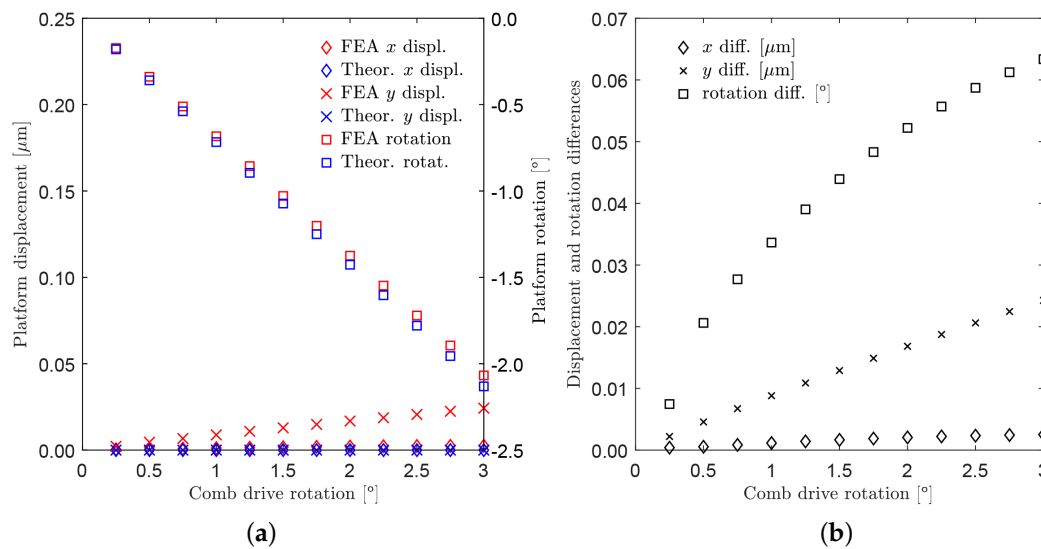 0.25
0.20
0.15
0.10
0.05
0.00
Platform displacement [μm]
0.0
-0.5
-1.0
-1.5
-2.0
-2.5
Platform rotation [°]
FEA x displ.
Theor. x displ.
FEA y displ.
Theor. y displ.
FEA rotation
Theor. rotat.
0 0.5 1 1.5 2 2.5 3
Comb drive rotation [°]
(a)
0.07
0.06
0.05
0.04
0.03
0.02
0.01
0.00
Displacement and rotation differences
x diff. [μm]
y diff. [μm]
rotation diff. [°]
0 0.5 1 1.5 2 2.5 3
Comb drive rotation [°]
(b)